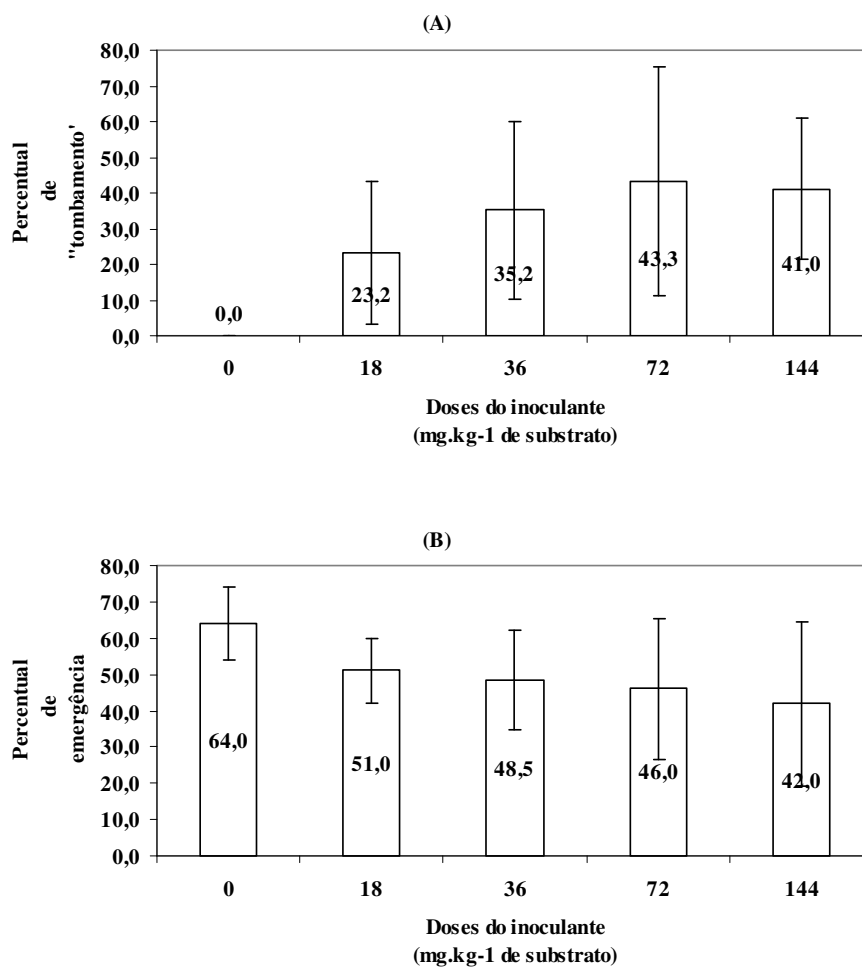 (A)
80,0
70,0
60,0
50,0
40,0
30,0
20,0
10,0
0,0
Percentual
de
"tombamento'
0,0
23,2
35,2
43,3
41,0
0 18 36 72 144
Doses do inoculante
(mg.kg-1 de substrato)
(B)
80,0
70,0
60,0
50,0
40,0
30,0
20,0
10,0
0,0
Percentual
de
emergência
64,0
51,0
48,5
46,0
42,0
0 18 36 72 144
Doses do inoculante
(mg.kg-1 de substrato)